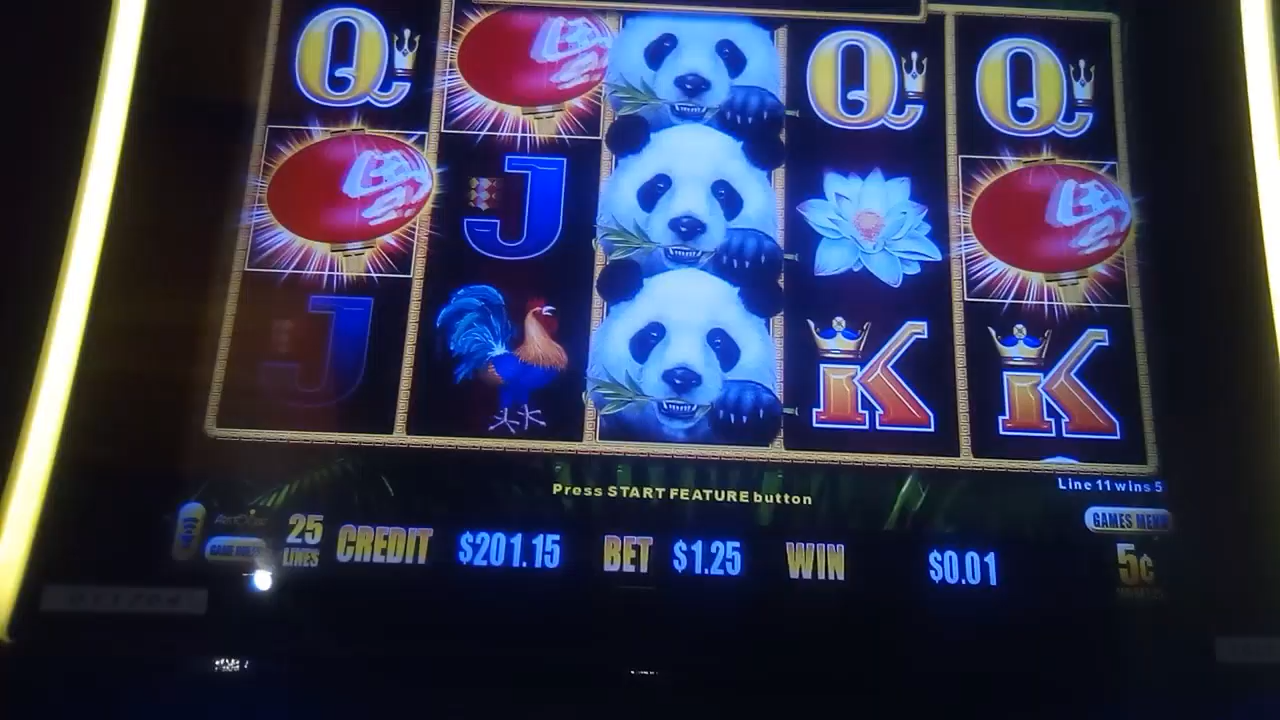 Q Q Q
J
J K K
Press START FEATURE button
Line 11 wins 5
GAMES MENU
25
LINES
CREDIT $201.15 BET $1.25 WIN $0.01 5¢